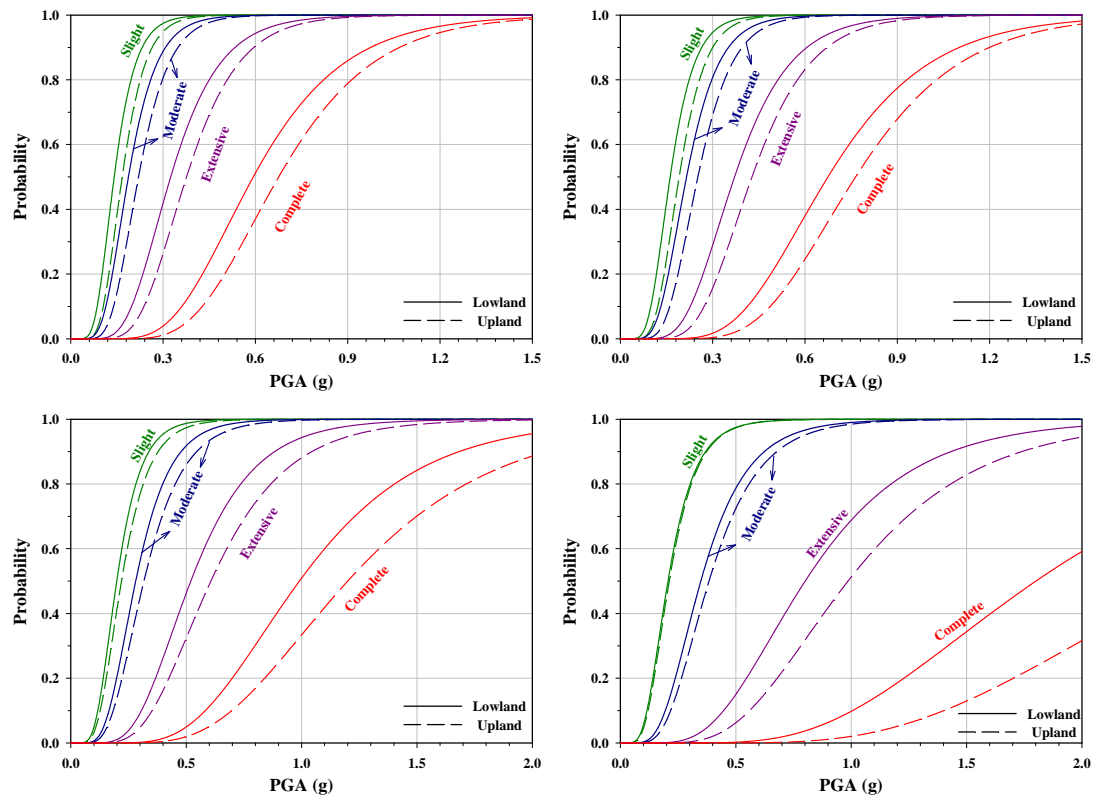 1.0
0.8
0.6
0.4
0.2
0.0
Probability
Slight
Moderate
Extensive
Complete
Lowland
Upland
0.0 0.3 0.6 0.9 1.2 1.5
PGA (g)
1.0
0.8
0.6
0.4
0.2
0.0
Probability
Slight
Moderate
Extensive
Complete
Lowland
Upland
0.0 0.3 0.6 0.9 1.2 1.5
PGA (g)
1.0
0.8
0.6
0.4
0.2
0.0
Probability
Slight
Moderate
Extensive
Complete
Lowland
Upland
0.0 0.5 1.0 1.5 2.0
PGA (g)
1.0
0.8
0.6
0.4
0.2
0.0
Probability
Slight
Moderate
Extensive
Complete
Lowland
Upland
0.0 0.5 1.0 1.5 2.0
PGA (g)